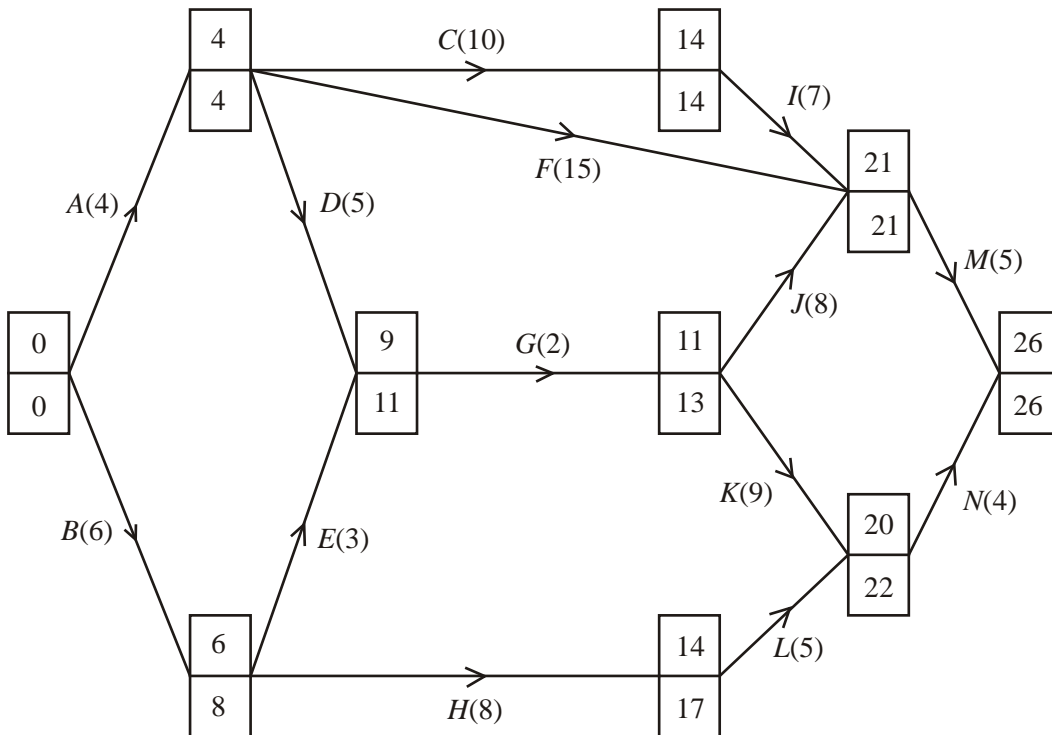 4
C(10)
14
4
14
I(7)
F(15)
21
A(4)
D(5)
21
M(5)
J(8)
0
9
G(2)
11
26
0
11
13
26
K(9)
N(4)
B(6)
E(3)
20
22
6
14
L(5)
8
H(8)
17